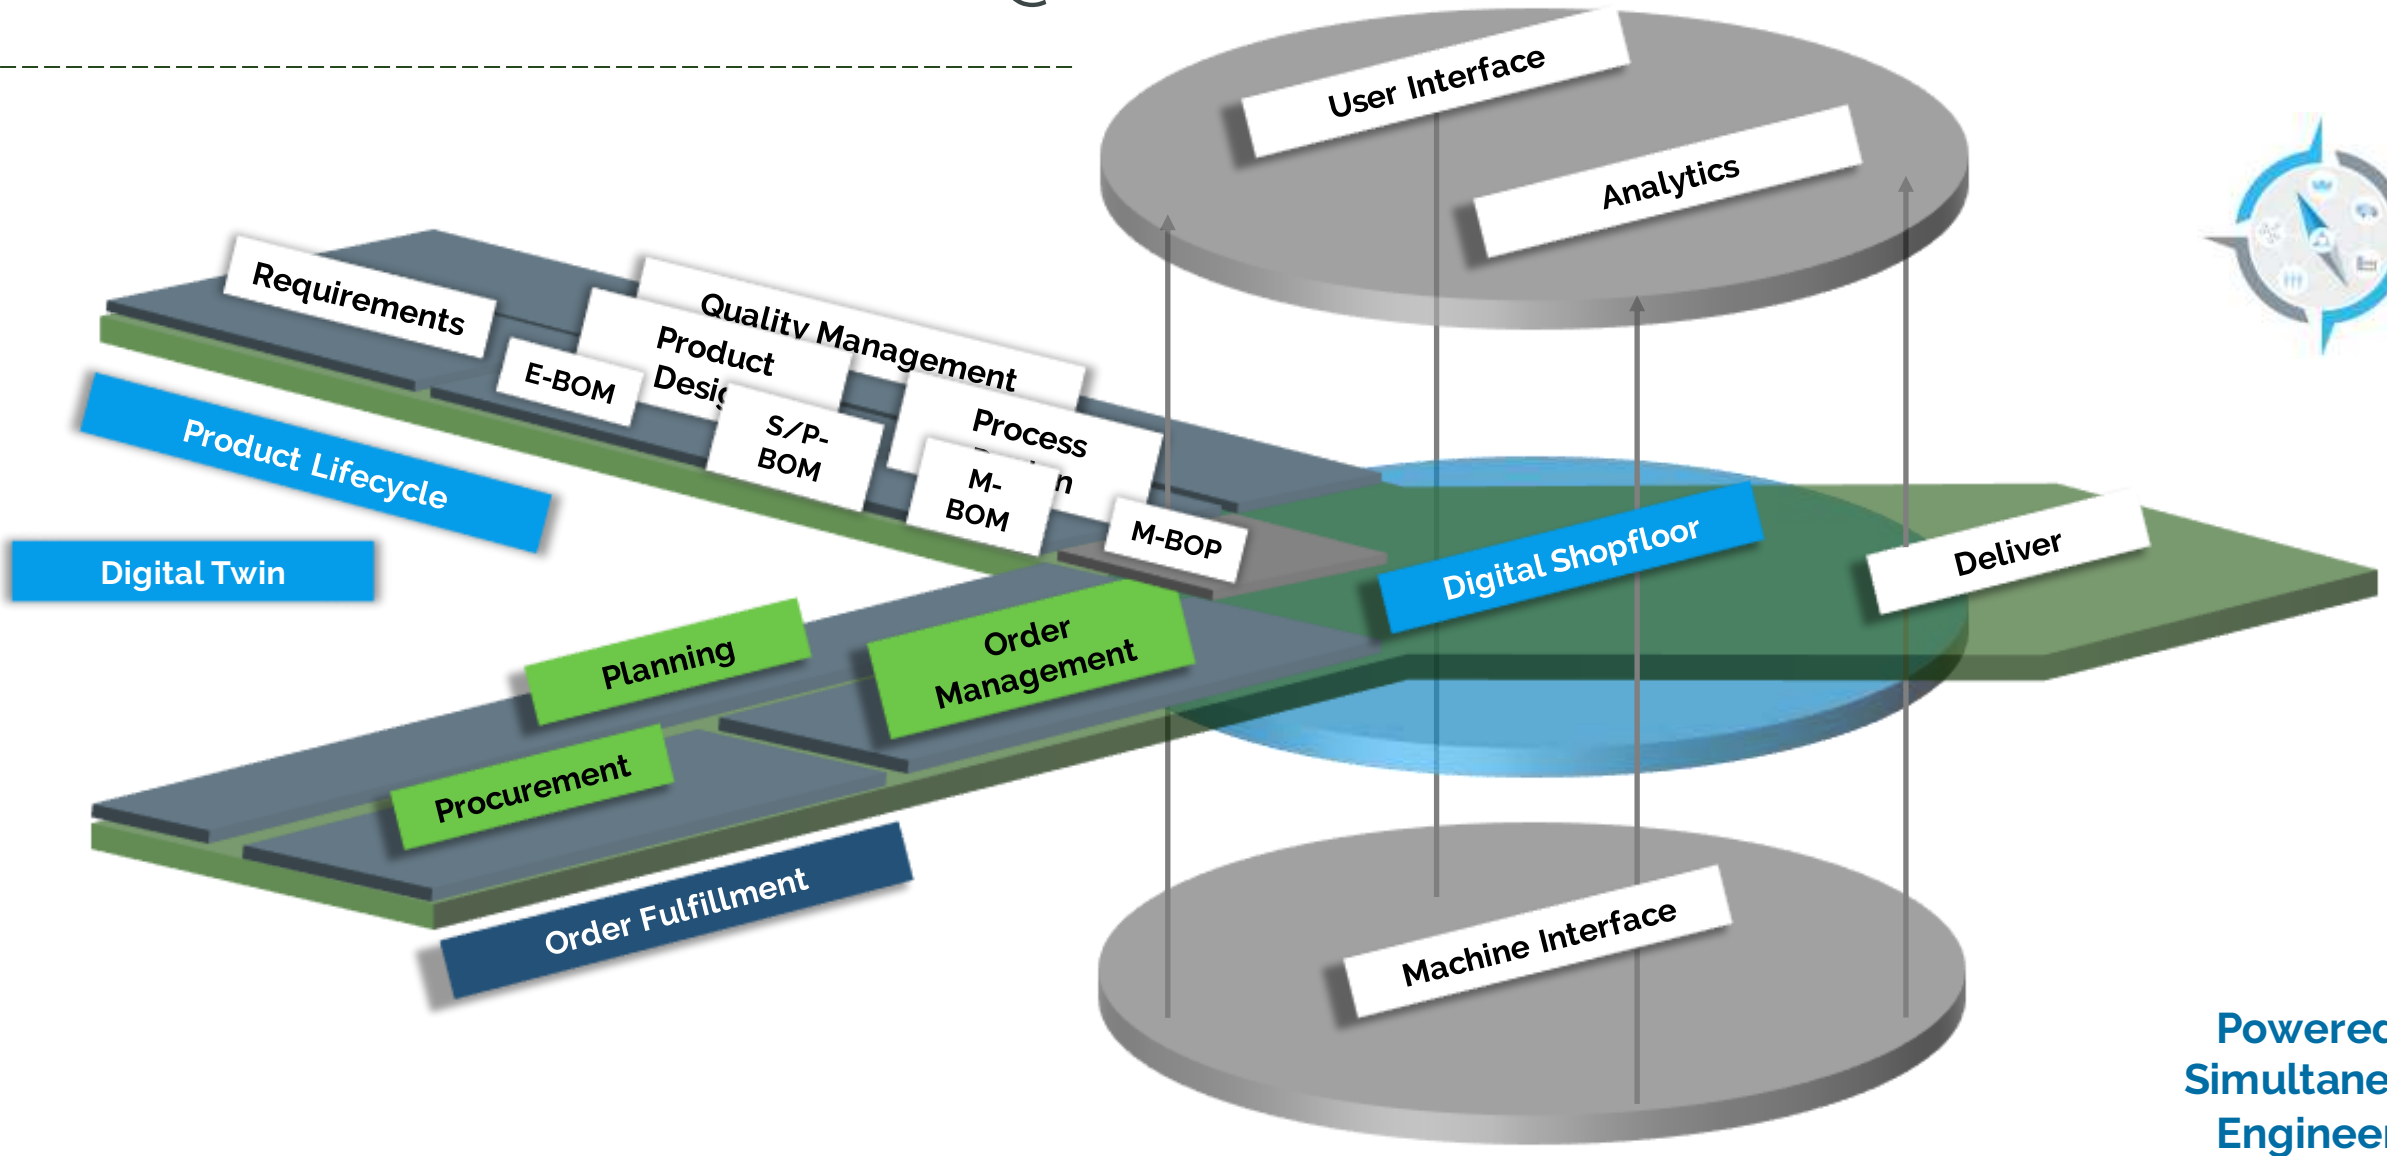 User Interface
Analytics
Requirements
Quality Management
Product
E-BOM
S/P-
BOM
Process
M-
BOM
M-BOP
Product Lifecycle
Digital Twin
Digital Shopfloor
Deliver
Planning
Order
Management
Procurement
Order Fulfillment
Machine Interface
Powered